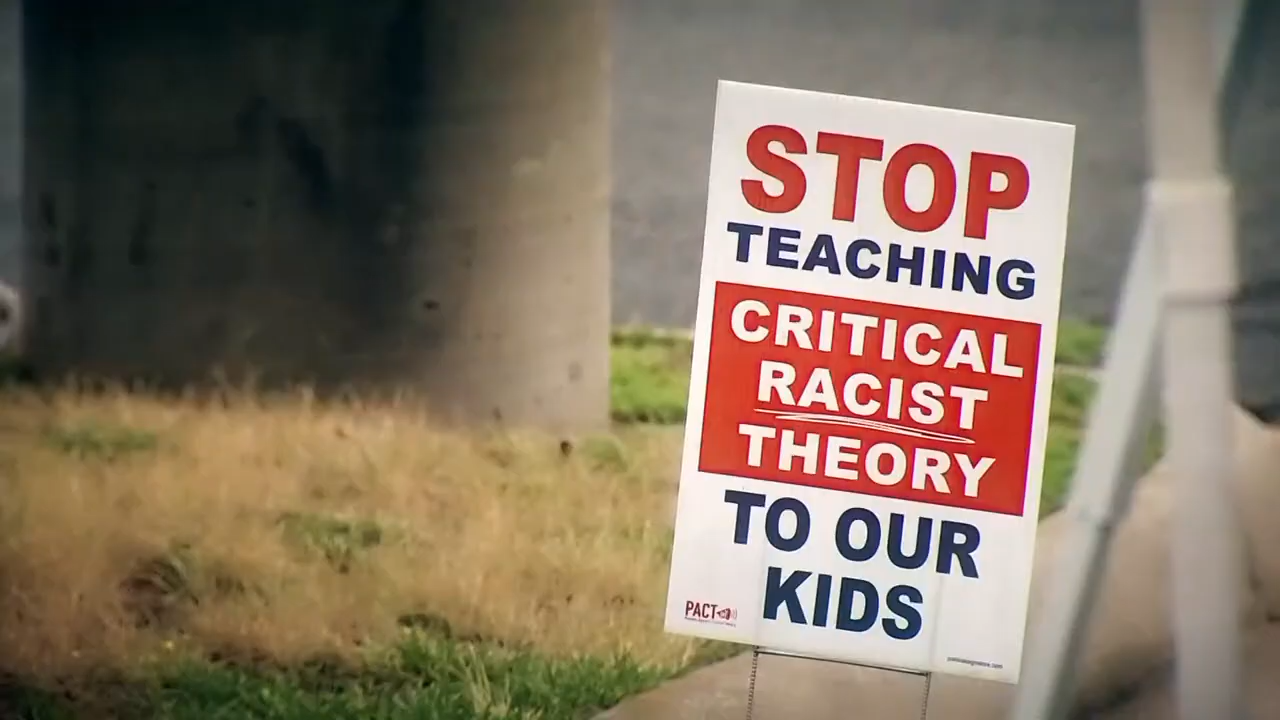 STOP
TEACHING
CRITICAL
RACIST
THEORY
TO OUR
KIDS
PACT